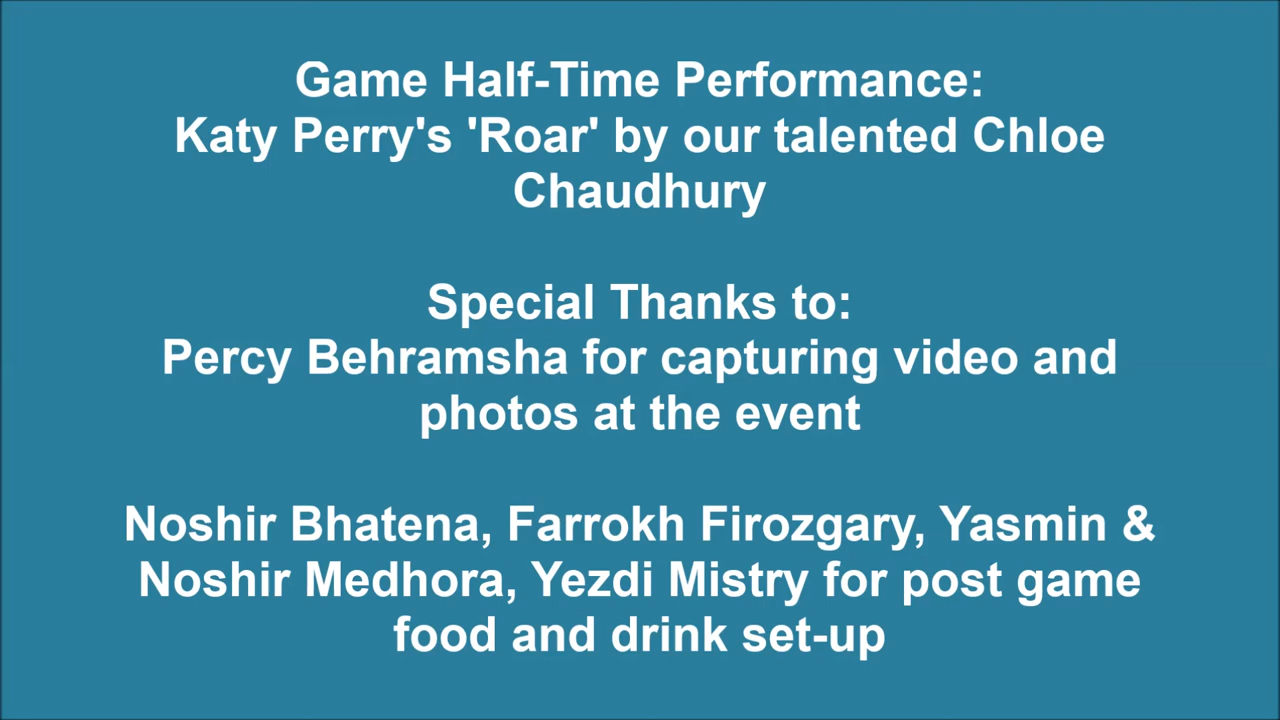 Game Half-Time Performance:
Katy Perry's 'Roar' by our talented Chloe
Chaudhury
Special Thanks to:
Percy Behramsha for capturing video and
photos at the event
Noshir Bhatena, Farrokh Firozgary, Yasmin &
Noshir Medhora, Yezdi Mistry for post game
food and drink set-up